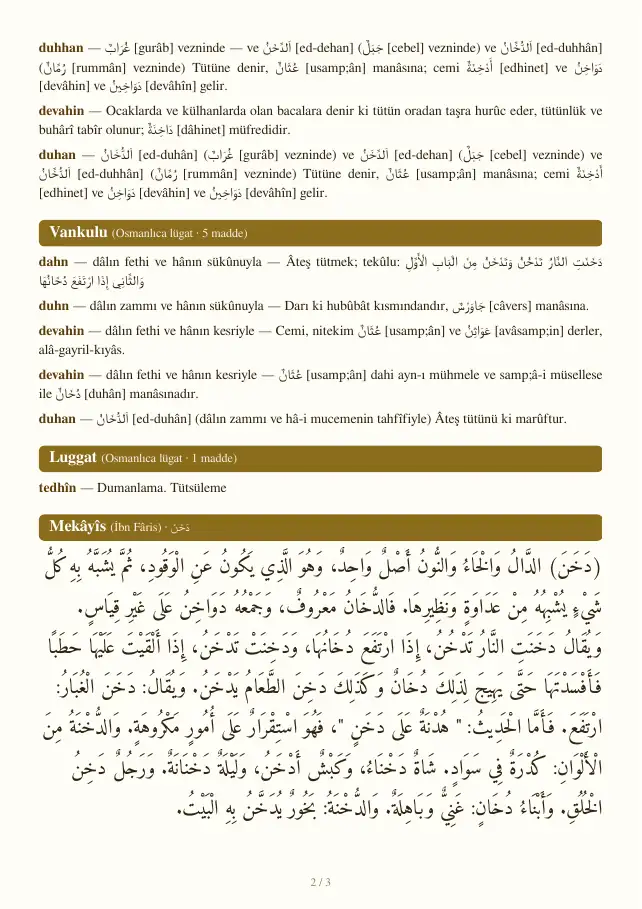 duhhan — غُرَابٌ [gurâb] vezninde — ve اَلدَّخَنُ [ed-dehan] (جَبَلٌ [cebel] vezninde) ve اَلدُّخَّانُ [ed-duhhân]
(رُمَّانٌ [rummân] vezninde) Tütüne denir, عُثَانٌ [usamp;ân] manâsına; cemi أَدْخِنَةٌ [edhinet] ve دَوَاخِنُ
[devâhin] ve دَوَاخِينُ [devâhîn] gelir.
devahin — Ocaklarda ve külhanlarda olan bacalara denir ki tütün oradan taşra hurûc eder, tütünlük ve
buhârî tabîr olunur; دَاخِنَةٌ [dâhinet] müfredidir.
duhan — اَلدُّخَانُ [ed-duhân] (غُرَابٌ [gurâb] vezninde) ve اَلدَّخَنُ [ed-dehan] (جَبَلٌ [cebel] vezninde) ve
اَلدُّخَّانُ [ed-duhhân] (رُمَّانٌ [rummân] vezninde) Tütüne denir, عُثَانٌ [usamp;ân] manâsına; cemi أَدْخِنَةٌ
[edhinet] ve دَوَاخِنُ [devâhin] ve دَوَاخِينُ [devâhîn] gelir.
Vankulu (Osmanlıca lügat · 5 madde)
dahn — dâlın fethi ve hânın sükûnuyla — Âteş tütmek; tekûlu: دَخَنَتِ النَّارُ تَدْخُنُ وَتَدْخَنُ مِنَ الْبَابِ الْأَوَّلِ
وَالثَّانِي إِذَا ارْتَفَعَ دُخَانُهَا
duhn — dâlın zammı ve hânın sükûnuyla — Darı ki hubûbât kısmındandır, جَاوَرْسٌ [câvers] manâsına.
devahin — dâlın fethi ve hânın kesriyle — Cemi, nitekim عُثَانٌ [usamp;ân] ve عَوَاثِنُ [avâsamp;in] derler,
alâ-gayril-kıyâs.
devahin — dâlın fethi ve hânın kesriyle — عُثَانٌ [usamp;ân] dahi ayn-ı mühmele ve samp;â-i müsellese
ile دُخَانٌ [duhân] manâsınadır.
duhan — اَلدُّخَانُ [ed-duhân] (dâlın zammı ve hâ-i mucemenin tahfîfiyle) Âteş tütünü ki marûftur.
Luggat (Osmanlıca lügat · 1 madde)
tedhîn — Dumanlama. Tütsüleme
Mekâyîs (İbn Fâris) · دَخَنَ
(دَخَنَ) الدَّالُ وَالْخَاءُ وَالنُّونُ أَصْلٌ وَاحِدٌ، وَهُوَ الَّذِي يَكُونُ عَنِ الْوَقُودِ، ثُمَّ يُشَبَّهُ بِهِ كُلُّ
شَيْءٍ يُشْبِهُهُ مِنْ عَدَاوَةٍ وَنَظِيرِهَا. فَالدُّخَانُ مَعْرُوفٌ، وَجَمْعُهُ دَوَاخِنُ عَلَى غَيْرِ قِيَاسٍ.
وَيُقَالُ دَخَنَتِ النَّارُ تَدْخُنُ، إِذَا ارْتَفَعَ دُخَانُهَا، وَدَخِنَتْ تَدْخَنُ، إِذَا أَلْقَيْتَ عَلَيْهَا حَطَبًا
فَأَفْسَدْتَهَا حَتَّى يَهِيجَ لِذَلِكَ دُخَانٌ وَكَذَلِكَ دَخِنَ الطَّعَامُ يَدْخَنُ. وَيُقَالُ: دَخَنَ الْغُبَارُ:
ارْتَفَعَ. فَأَمَّا الْحَدِيثُ: " هُدْنَةٌ عَلَى دَخَنٍ "، فَهُوَ اسْتِقْرَارٌ عَلَى أُمُورٍ مَكْرُوهَةٍ. وَالدُّخْنَةُ مِنَ
الْأَلْوَانِ: كُدْرَةٌ فِي سَوَادٍ. شَاةٌ دَخْنَاءُ، وَكَبْشٌ أَدْخَنُ، وَلَيْلَةٌ دَخْنَانَةٌ. وَرَجُلٌ دَخِنُ
الْخُلُقِ. وَأَبْنَاءُ دُخَانٍ: غَنِيٌّ وَبَاهِلَةُ. وَالدُّخْنَةُ: بَخُورٌ يُدَخَّنُ بِهِ الْبَيْتُ.
2 / 3